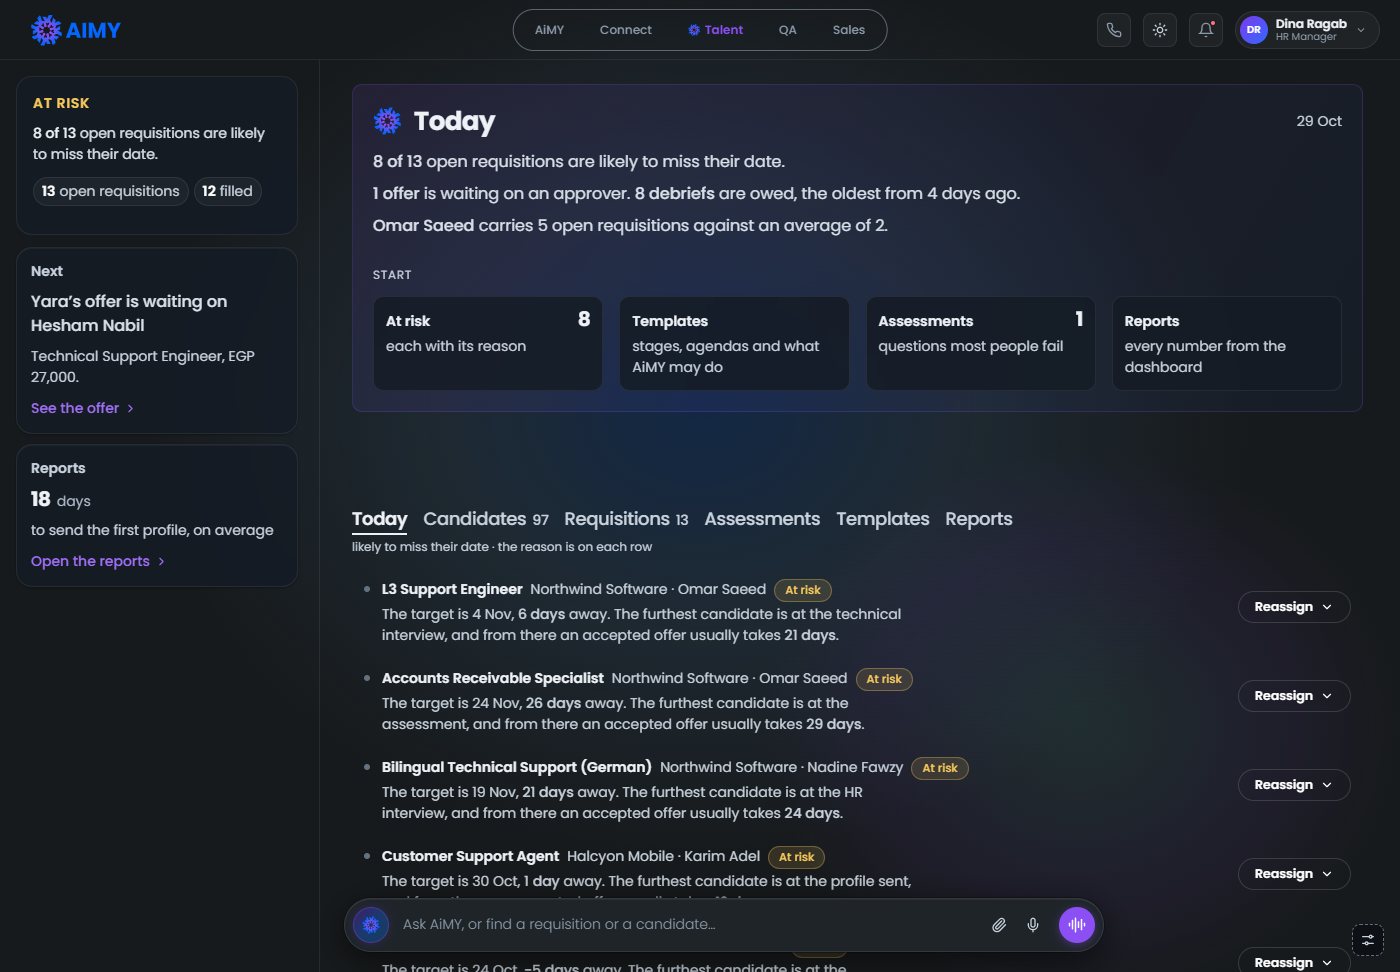 AiMY
AiMY
Connect
Talent
QA
Sales
DR
Dina Ragab
HR Manager
AT RISK
8 of 13 open requisitions are likely
to miss their date.
13 open requisitions
12 filled
Next
Yara’s offer is waiting on
Hesham Nabil
Technical Support Engineer, EGP
27,000.
See the offer
Reports
18 days
to send the first profile, on average
Open the reports
Today
29 Oct
8 of 13 open requisitions are likely to miss their date.
1 offer is waiting on an approver. 8 debriefs are owed, the oldest from 4 days ago.
Omar Saeed carries 5 open requisitions against an average of 2.
START
At risk 8
each with its reason
Templates
stages, agendas and what
AiMY may do
Assessments 1
questions most people fail
Reports
every number from the
dashboard
Today Candidates 97 Requisitions 13 Assessments Templates Reports
likely to miss their date · the reason is on each row
L3 Support Engineer Northwind Software · Omar Saeed At risk
The target is 4 Nov, 6 days away. The furthest candidate is at the technical
interview, and from there an accepted offer usually takes 21 days.
Reassign
Accounts Receivable Specialist Northwind Software · Omar Saeed At risk
The target is 24 Nov, 26 days away. The furthest candidate is at the
assessment, and from there an accepted offer usually takes 29 days.
Reassign
Bilingual Technical Support (German) Northwind Software · Nadine Fawzy At risk
The target is 19 Nov, 21 days away. The furthest candidate is at the HR
interview, and from there an accepted offer usually takes 24 days.
Reassign
Customer Support Agent Halcyon Mobile · Karim Adel At risk
The target is 30 Oct, 1 day away. The furthest candidate is at the profile sent,
Reassign
Ask AiMY, or find a requisition or a candidate…
The target is 24 Oct, -5 days away. The furthest candidate is at the
Reassign